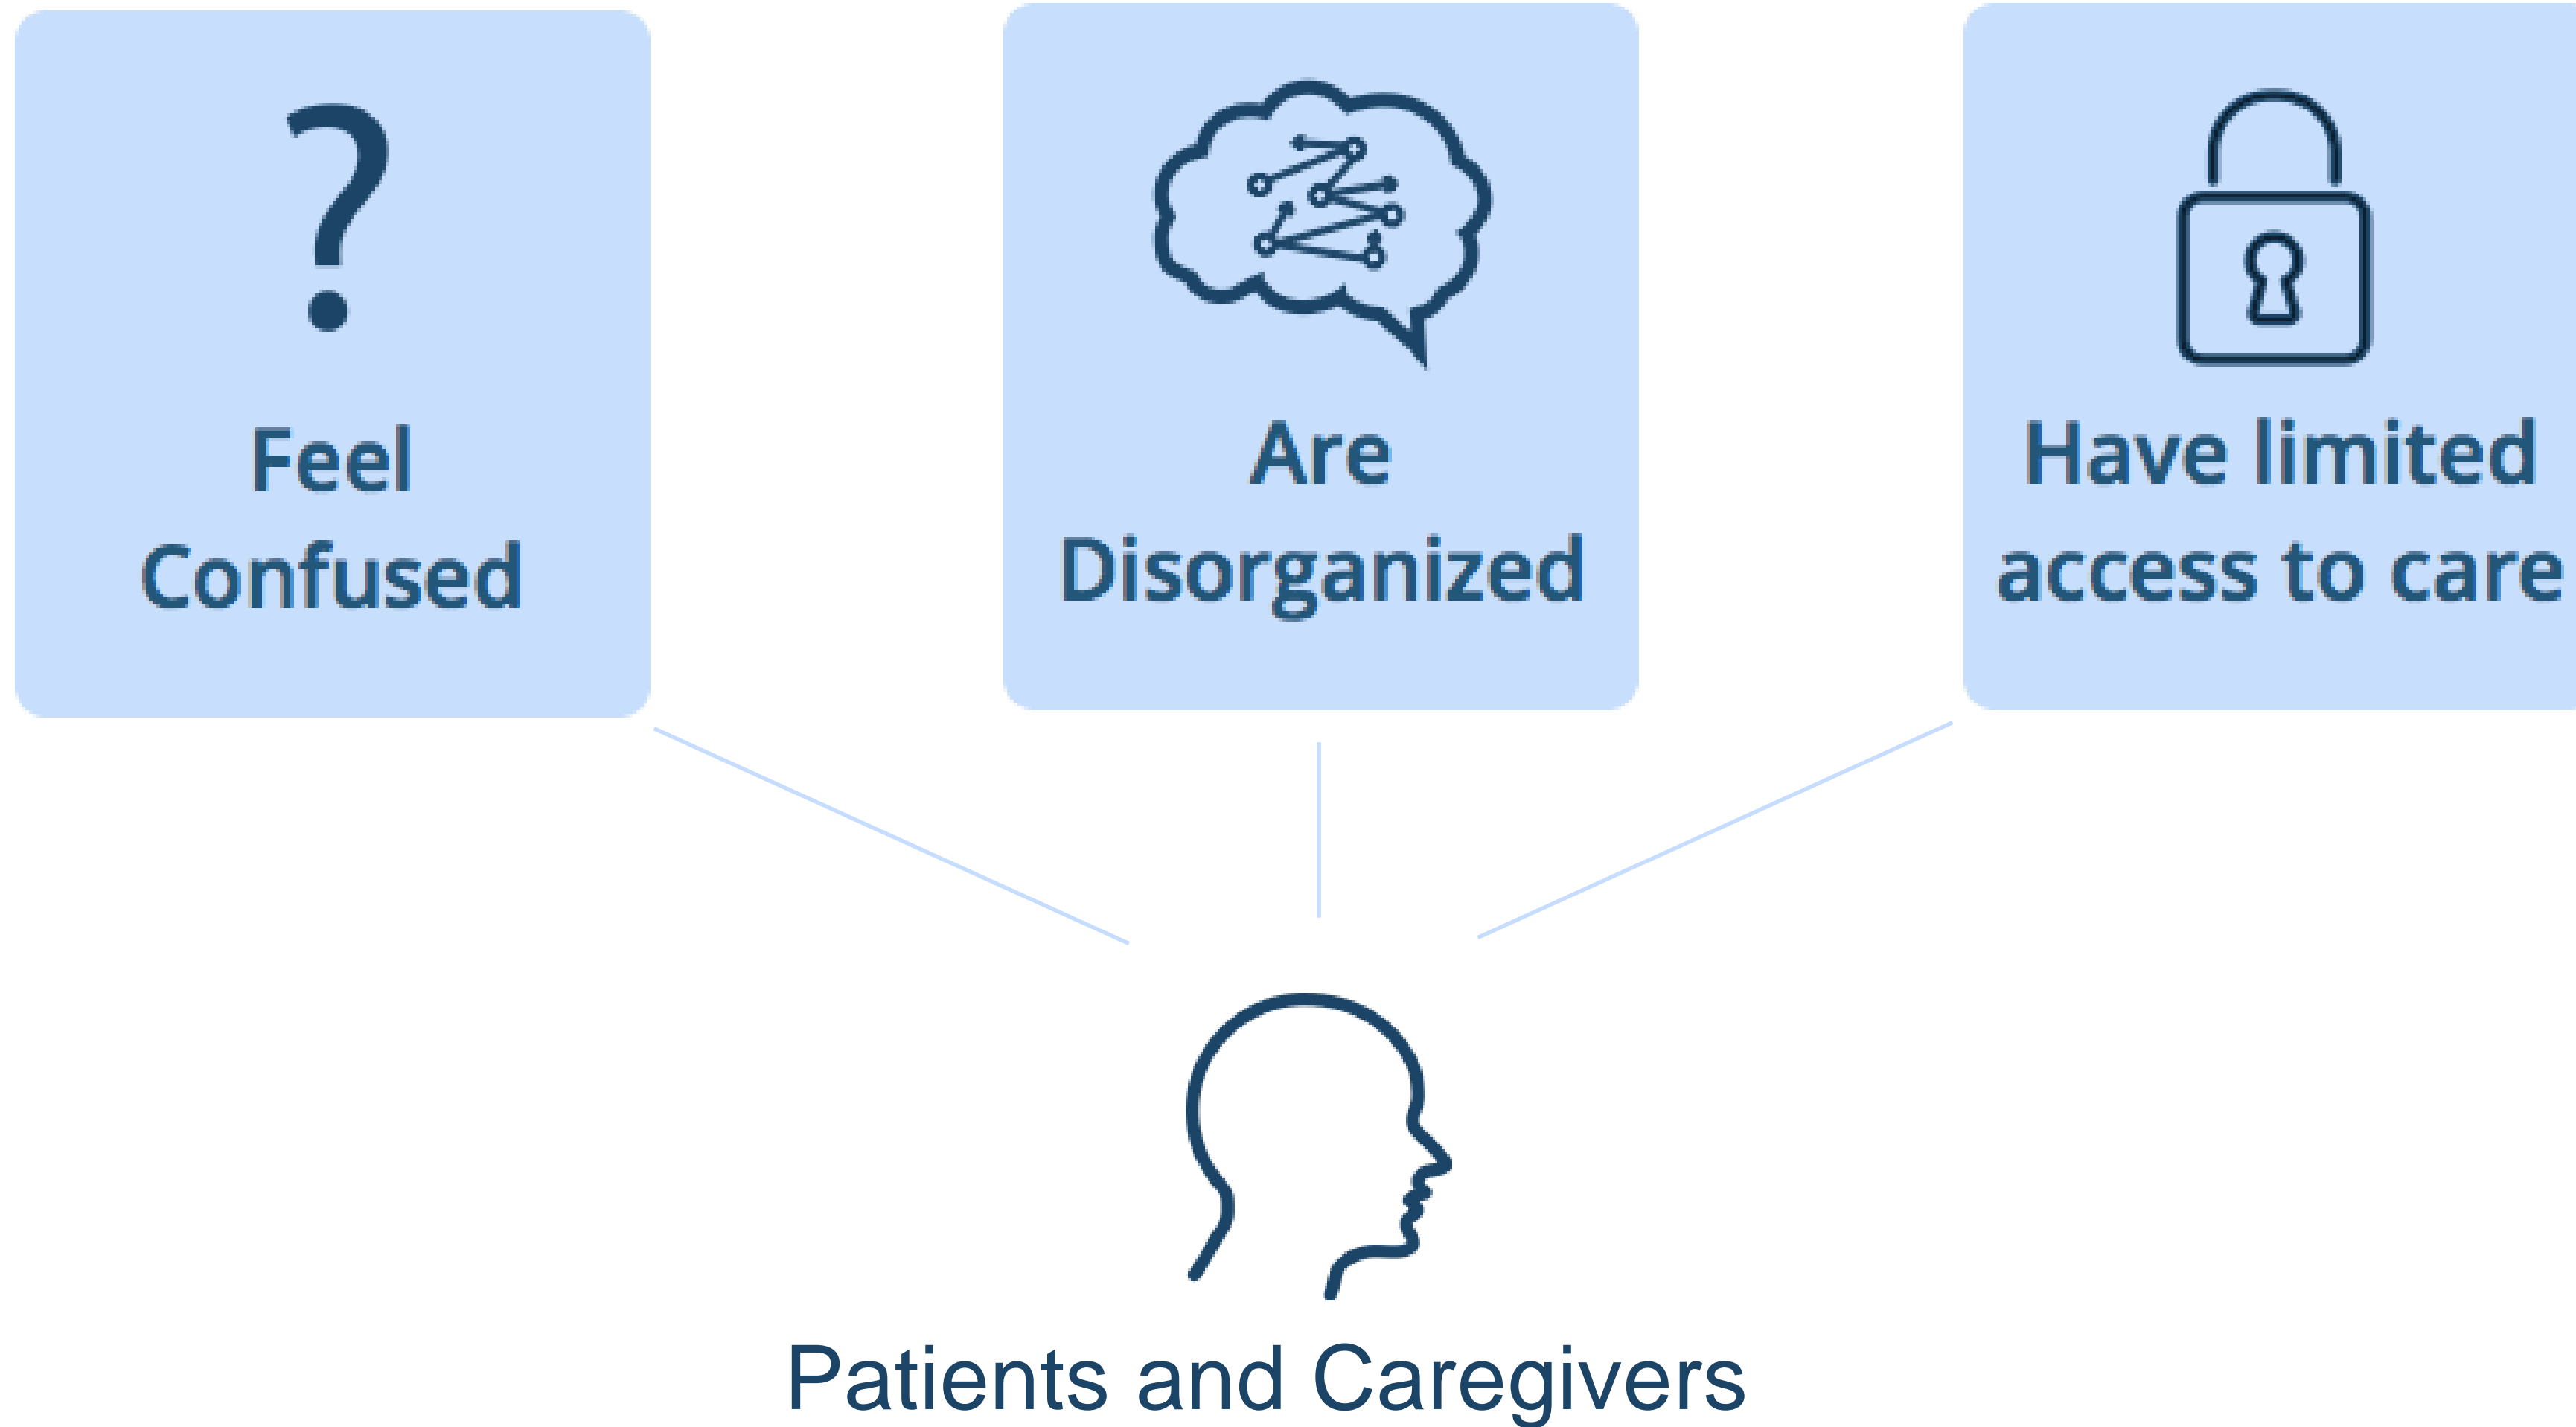 ?
Feel
Confused
Are
Disorganized
Have limited
access to care
Patients and Caregivers